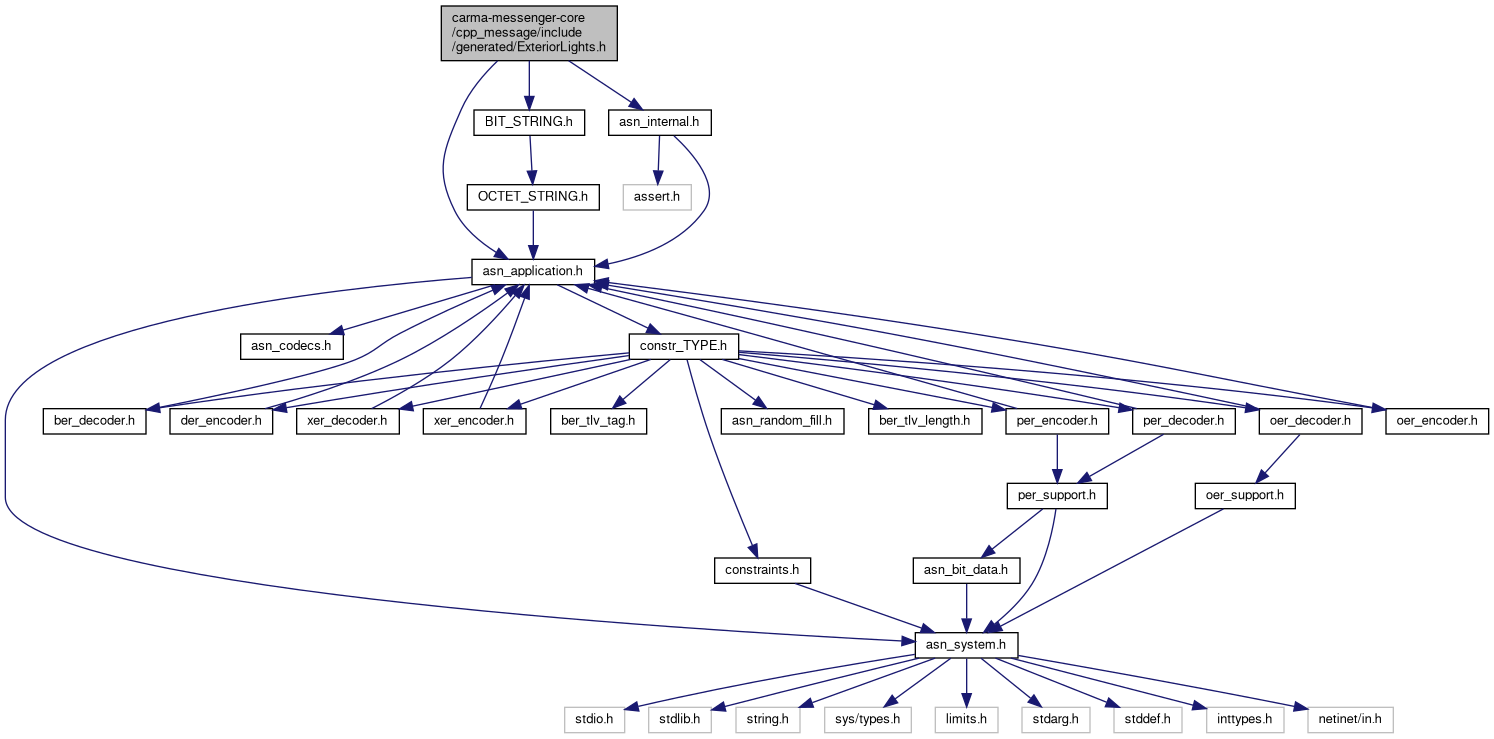 carma-messenger-core
/cpp_message/include
/generated/ExteriorLights.h
BIT_STRING.h
asn_internal.h
OCTET_STRING.h
assert.h
asn_application.h
asn_codecs.h
constr_TYPE.h
ber_decoder.h
der_encoder.h
xer_decoder.h
xer_encoder.h
ber_tlv_tag.h
asn_random_fill.h
ber_tlv_length.h
per_encoder.h
per_decoder.h
oer_decoder.h
oer_encoder.h
per_support.h
oer_support.h
constraints.h
asn_bit_data.h
asn_system.h
stdio.h
stdlib.h
string.h
sys/types.h
limits.h
stdarg.h
stddef.h
inttypes.h
netinet/in.h